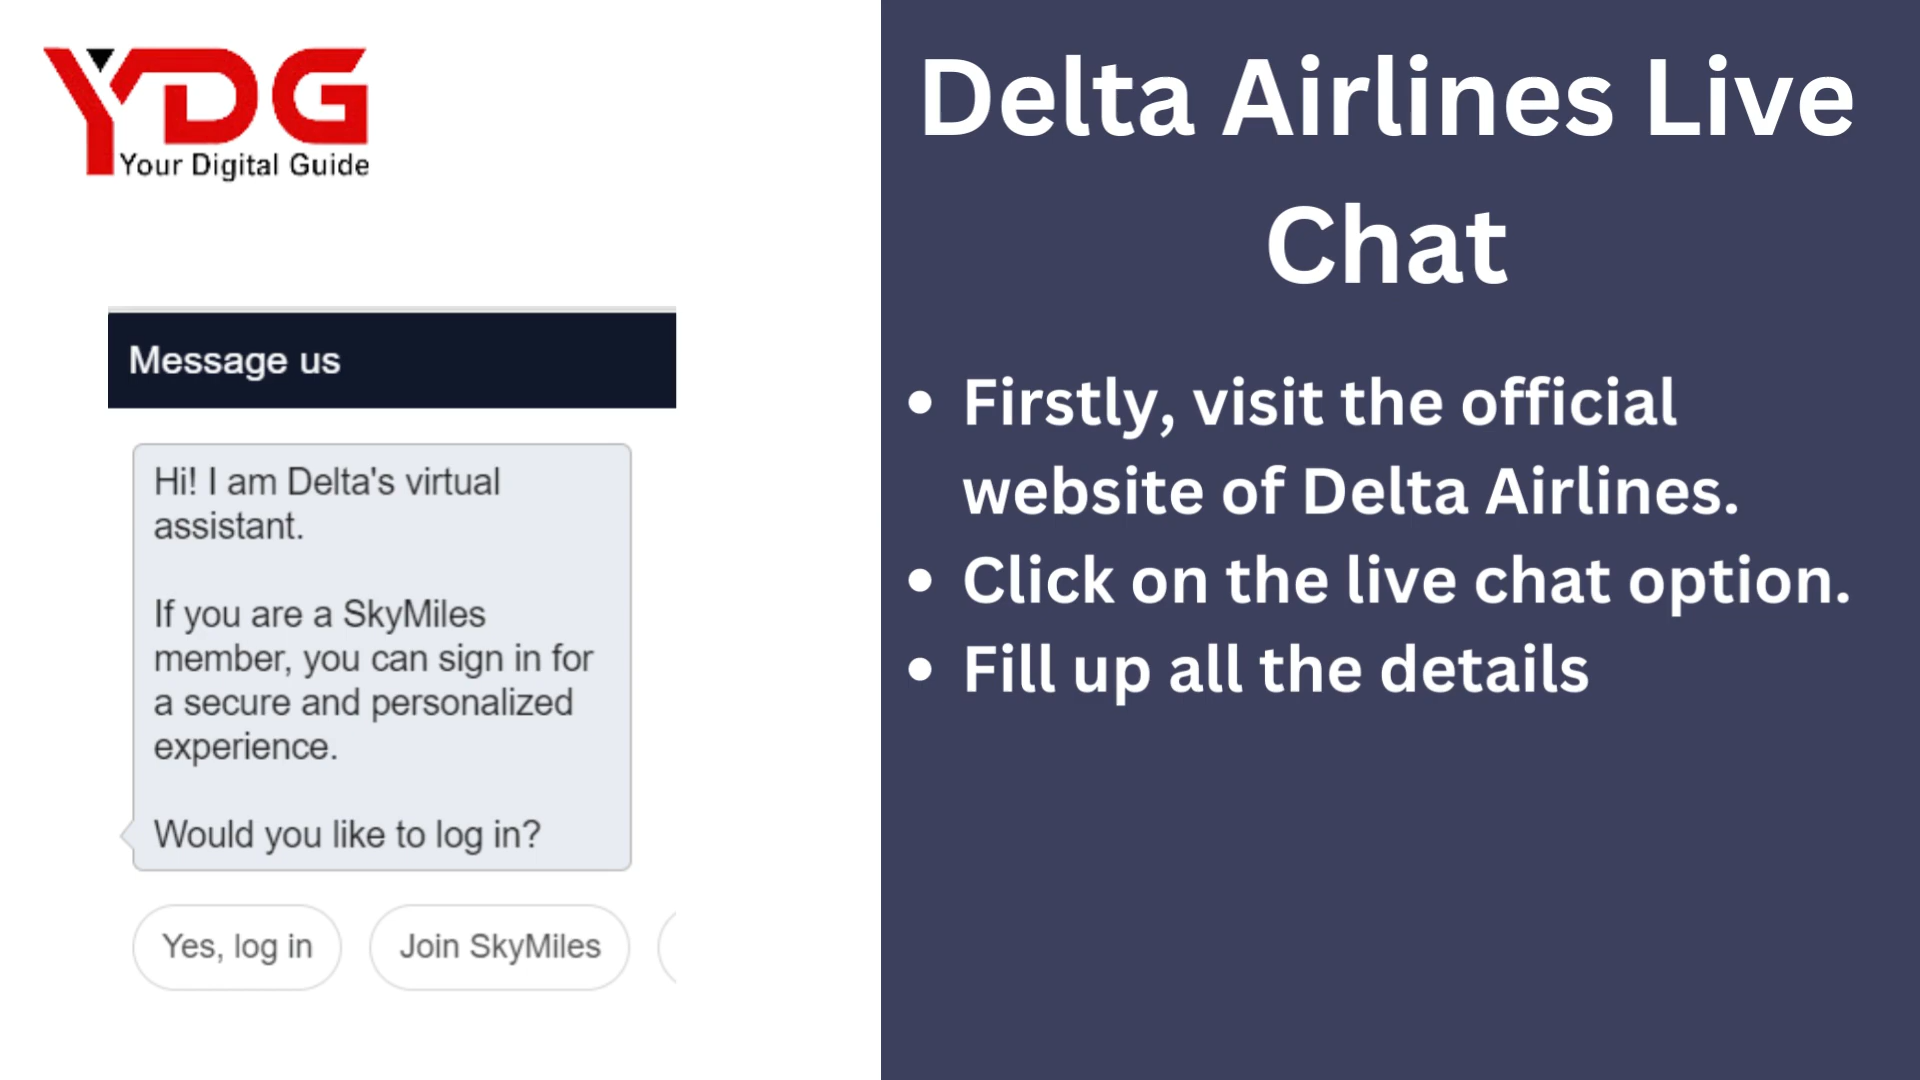 YDG
Your Digital Guide
Message us
Hi! I am Delta's virtual
assistant.
If you are a SkyMiles
member, you can sign in for
a secure and personalized
experience.
Would you like to log in?
Yes, log in
Join SkyMiles
Delta Airlines Live
Chat
• Firstly, visit the official
website of Delta Airlines.
• Click on the live chat option.
• Fill up all the details